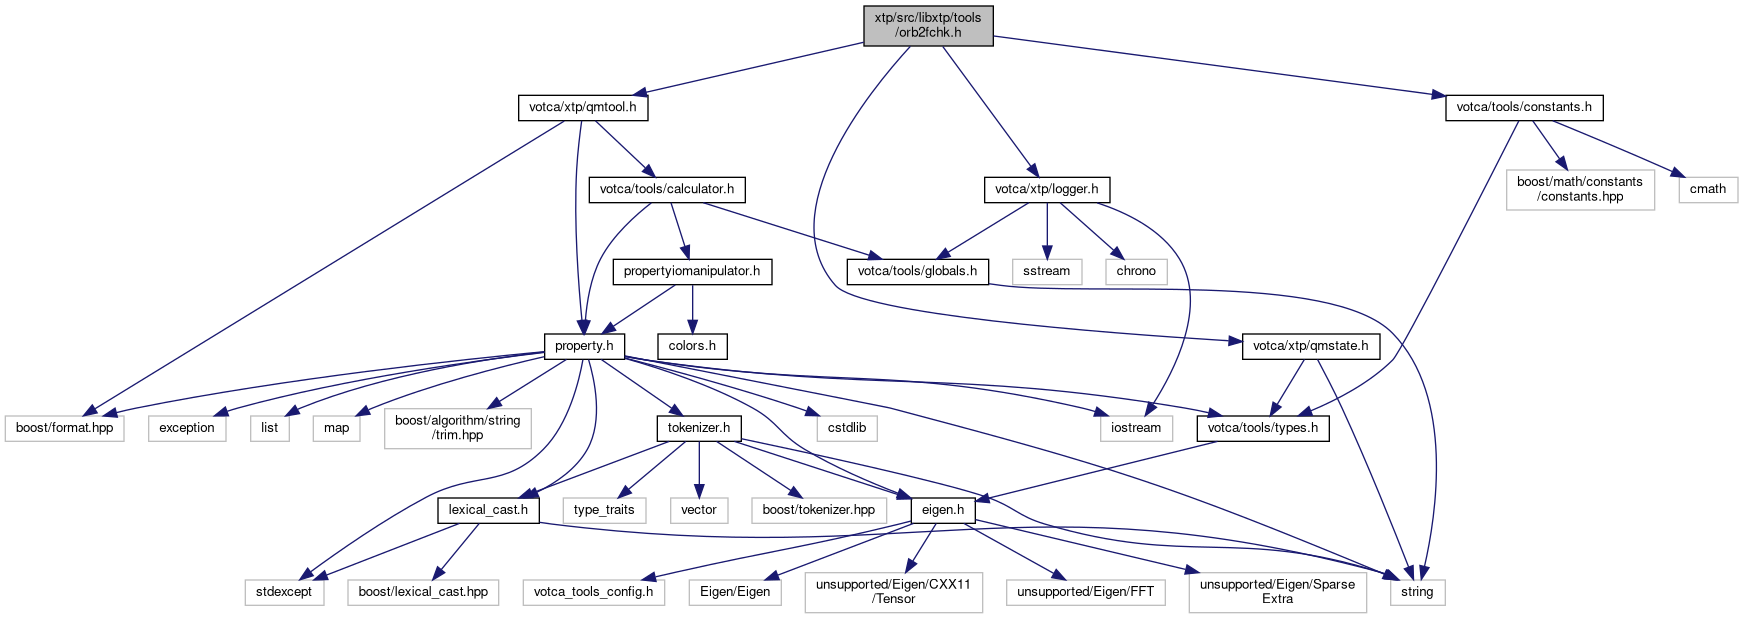 xtp/src/libxtp/tools
/orb2fchk.h
votca/xtp/qmtool.h
votca/tools/constants.h
votca/tools/calculator.h
votca/xtp/logger.h
boost/math/constants
/constants.hpp
cmath
propertyiomanipulator.h
votca/tools/globals.h
sstream
chrono
property.h
colors.h
votca/xtp/qmstate.h
boost/format.hpp
exception
list
map
boost/algorithm/string
/trim.hpp
tokenizer.h
cstdlib
iostream
votca/tools/types.h
lexical_cast.h
type_traits
vector
boost/tokenizer.hpp
eigen.h
stdexcept
boost/lexical_cast.hpp
votca_tools_config.h
Eigen/Eigen
unsupported/Eigen/CXX11
/Tensor
unsupported/Eigen/FFT
unsupported/Eigen/Sparse
Extra
string